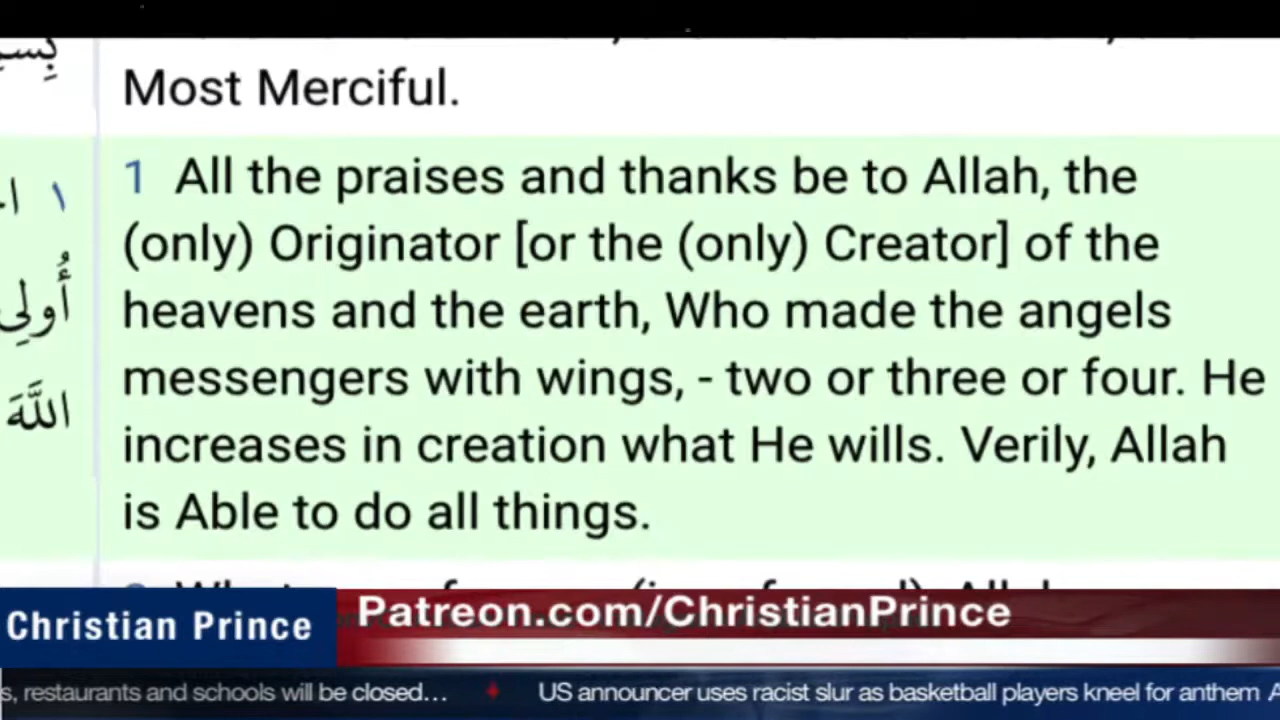 بِسـ
Most Merciful.
1 All the praises and thanks be to Allah, the
(only) Originator [or the (only) Creator] of the
heavens and the earth, Who made the angels
messengers with wings, - two or three or four. He
increases in creation what He wills. Verily, Allah
is Able to do all things.
١
أُولِي
اللَّهَ
Christian Prince
Patreon.com/ChristianPrince
s, restaurants and schools will be closed...
US announcer uses racist slur as basketball players kneel for anthem A